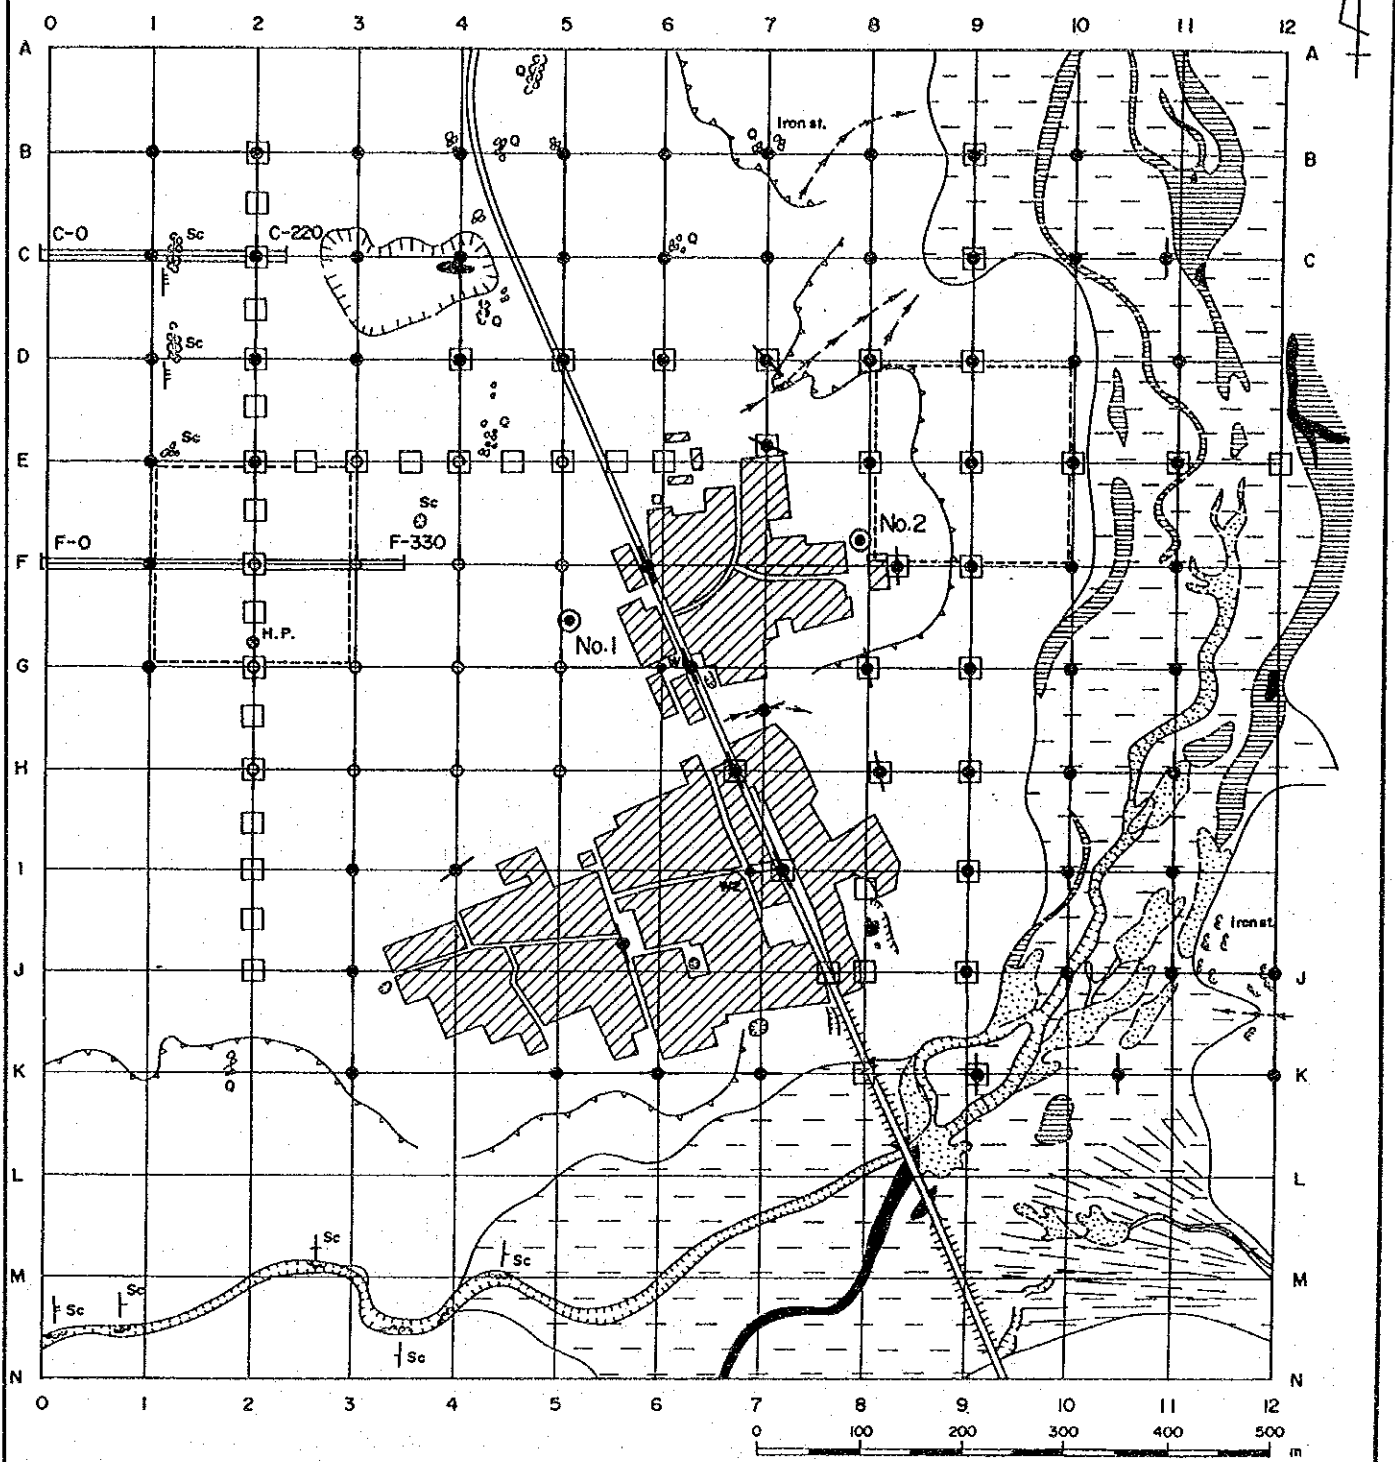 0 1 2 3 4 5 6 7 8 9 10 11 12
A A
Q
Iron st.
Q Q Q
B B
Sc
C-0 C-220 Q
C C
Q
Sc
D D
Q
Sc
E E
Sc
No.2
F-0 F-330
F F
H.P. No.1
G W G
H H
I I
W2
Iron st.
J J
K K
Q
L L
Sc Sc
M M
Sc Sc
Sc
N N
0 1 2 3 4 5 6 7 8 9 10 11 12
0 100 200 300 400 500
m